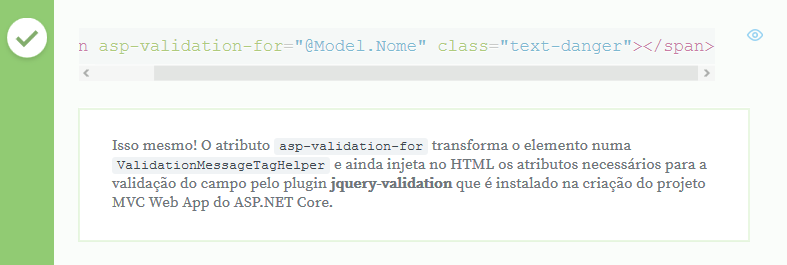 n asp-validation-for="@Model.Nome" class="text-danger"></span>
Isso mesmo! O atributo asp-validation-for transforma o elemento numa
ValidationMessageTagHelper e ainda injeta no HTML os atributos necessários para a
validação do campo pelo plugin jquery-validation que é instalado na criação do projeto
MVC Web App do ASP.NET Core.